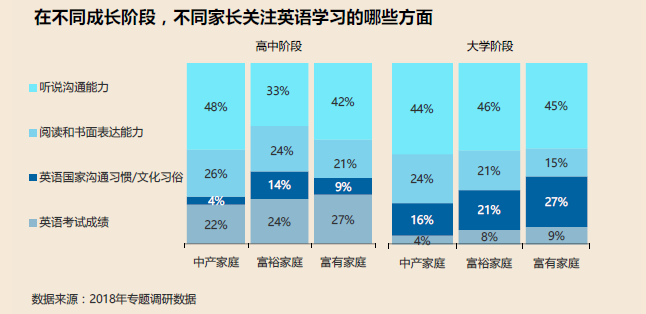 在不同成长阶段，不同家长关注英语学习的哪些方面
高中阶段
大学阶段
听说沟通能力
阅读和书面表达能力
英语国家沟通习惯/文化习俗
英语考试成绩
48%
33%
42%
26%
24%
21%
4%
14%
9%
22%
24%
27%
44%
46%
45%
24%
21%
15%
16%
21%
27%
4%
8%
9%
中产家庭
富裕家庭
富有家庭
中产家庭
富裕家庭
富有家庭
数据来源：2018年专题调研数据